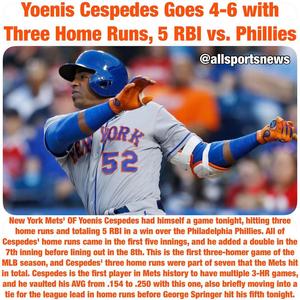 Yoenis Cespedes Goes 4-6 with
Three Home Runs, 5 RBI vs. Phillies
@allsportsnews
NEW YORK
52
New York Mets' OF Yoenis Cespedes had himself a game tonight, hitting three
home runs and totaling 5 RBI in a win over the Philadelphia Phillies. All of
Cespedes' home runs came in the first five innings, and he added a double in the
7th inning before lining out in the 8th. This is the first three-homer game of the
MLB season, and Cespedes' three home runs were part of seven that the Mets hit
in total. Cespedes is the first player in Mets history to have multiple 3-HR games,
and he vaulted his AVG from .154 to .250 with this one, also briefly moving into a
tie for the league lead in home runs before George Springer hit his fifth tonight.